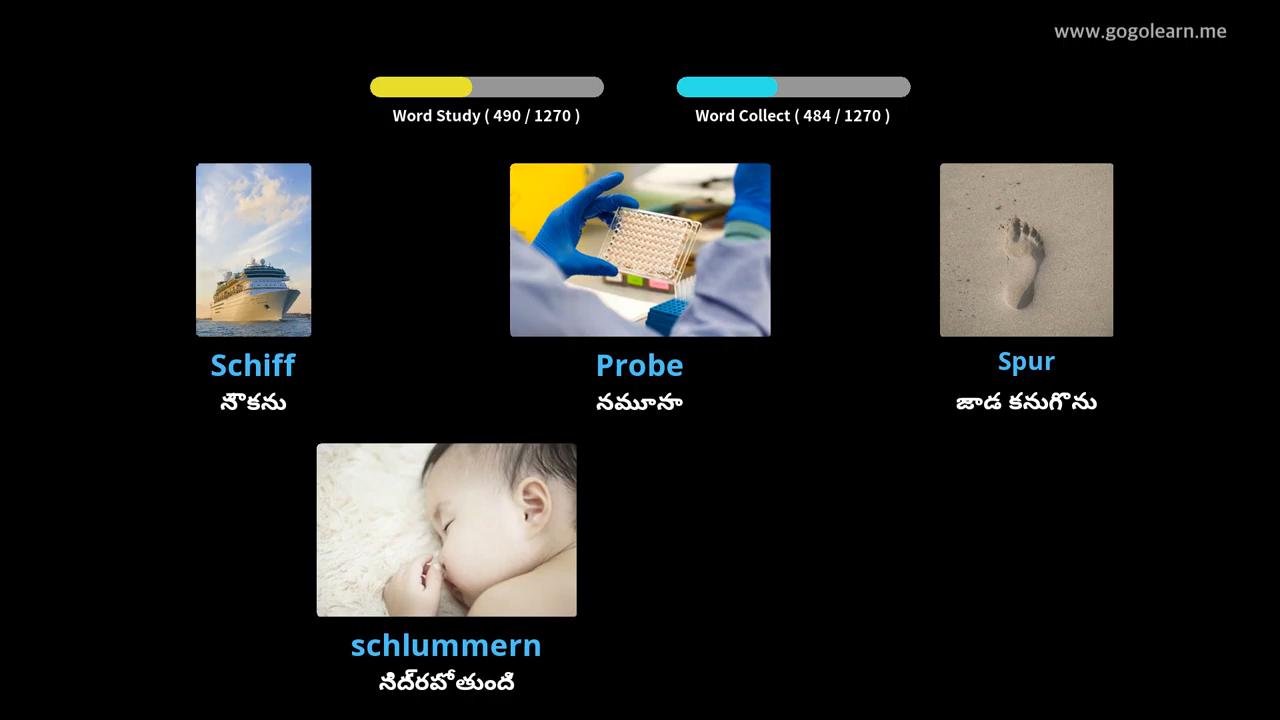 www.gogolearn.me
Word Study ( 490 / 1270 )
Word Collect ( 484 / 1270 )
Schiff
నౌకను
Probe
నమూనా
Spur
జాడ కనుగొను
schlummern
నిద్రపోతుంది